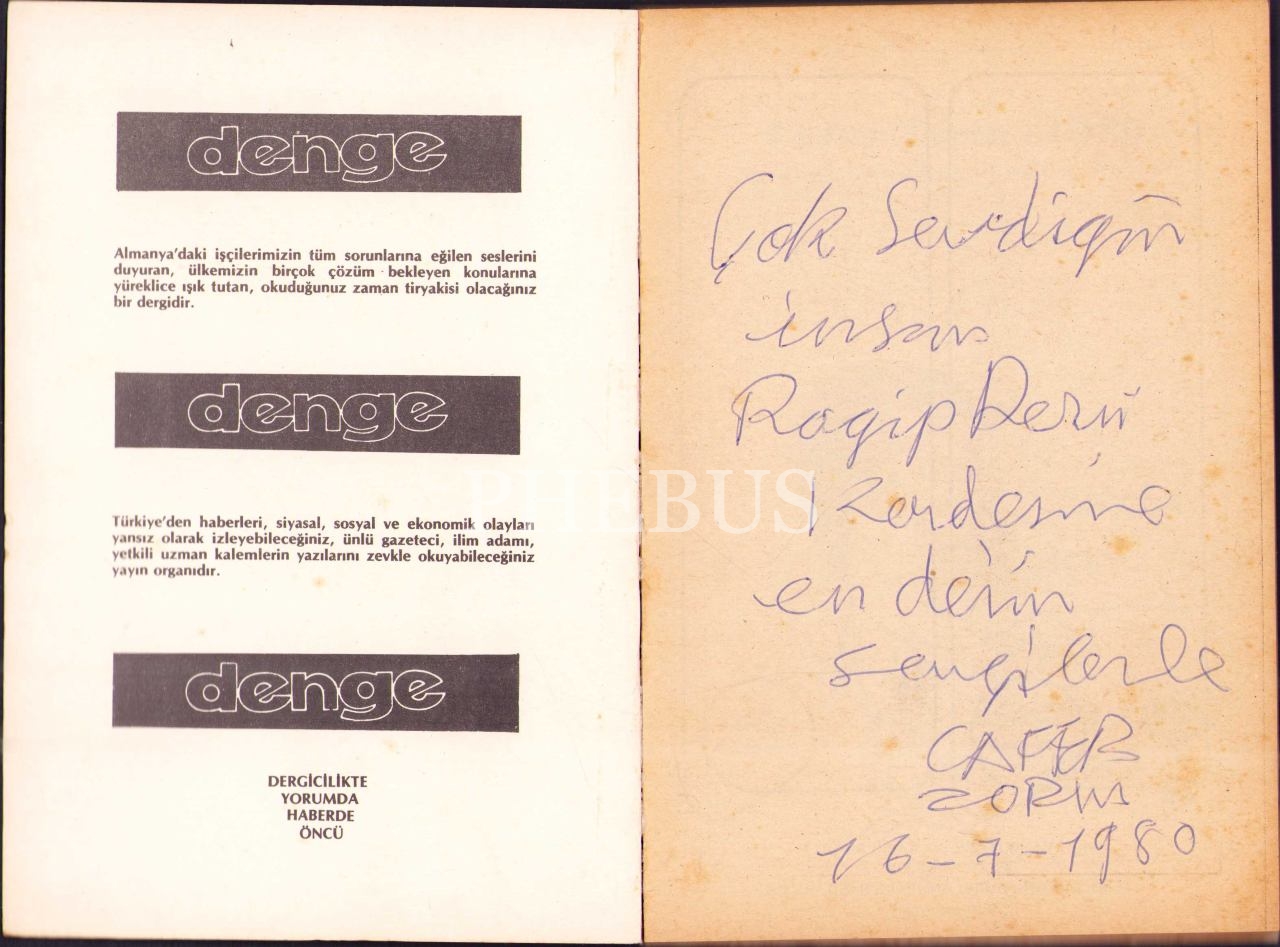 denge
Almanya'daki işçilerimizin tüm sorunlarına eğilen seslerini
duyuran, ülkemizin birçok çözüm bekleyen konularına
yüreklice ışık tutan, okuduğunuz zaman tiryakisi olacağınız
bir dergidir.
denge
Türkiye'den haberleri, siyasal, sosyal ve ekonomik olayları
yansız olarak izleyebileceğiniz, ünlü gazeteci, ilim adamı,
yetkili uzman kalemlerin yazılarını zevkle okuyabileceğiniz
yayın organıdır.
denge
DERGİCİLİKTE
YORUMDA
HABERDE
ÖNCÜ
Çok Sevdiğim
insan
Ragıp
Kardeşime
en derin
sevgilerle
CAFER
16-7-1980
PHEBUS